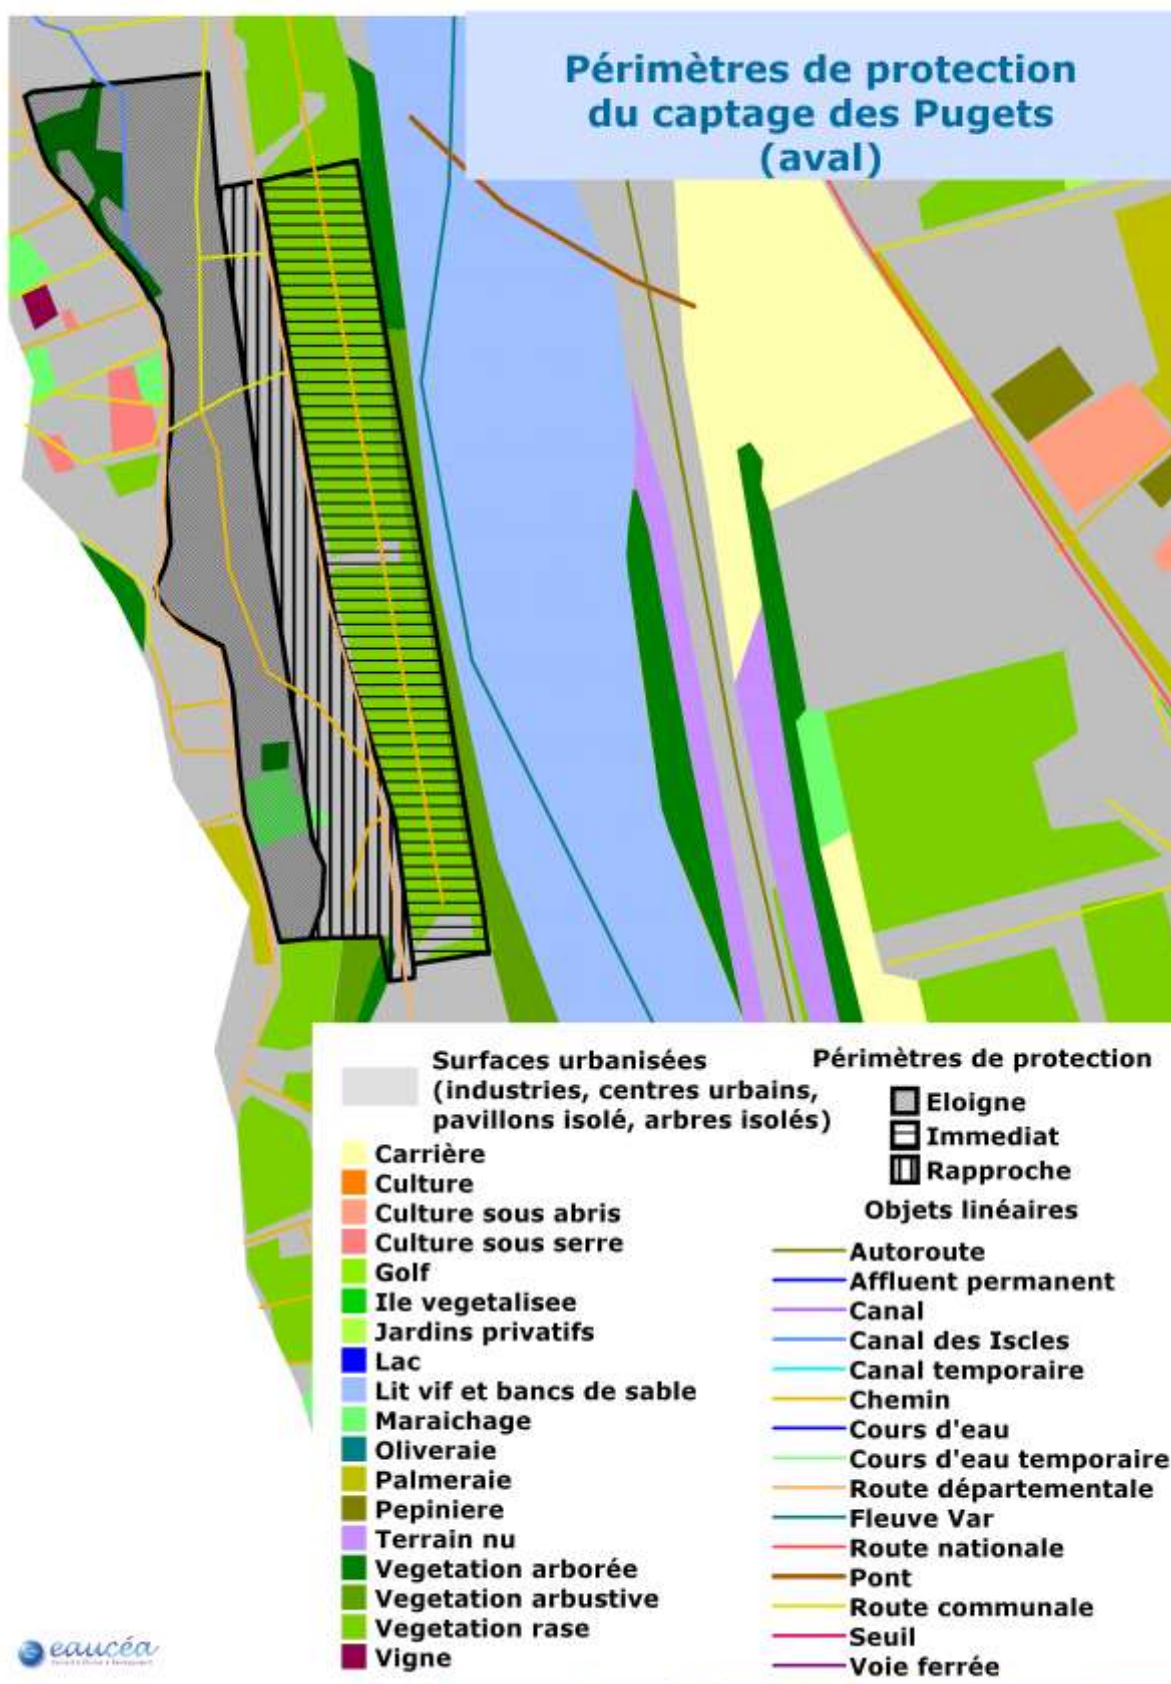 Périmètres de protection
du captage des Pugets
(aval)
Surfaces urbanisées
(industries, centres urbains,
pavillons isolé, arbres isolés)
Carrière
Culture
Culture sous abris
Culture sous serre
Golf
Ile vegetalisee
Jardins privatifs
Lac
Lit vif et bancs de sable
Maraichage
Oliveraie
Palmeraie
Pepiniere
Terrain nu
Vegetation arborée
Vegetation arbustive
Vegetation rase
Vigne
Périmètres de protection
Eloigne
Immediat
Rapproche
Objets linéaires
Autoroute
Affluent permanent
Canal
Canal des Iscles
Canal temporaire
Chemin
Cours d'eau
Cours d'eau temporaire
Route départementale
Fleuve Var
Route nationale
Pont
Route communale
Seuil
Voie ferrée
eaucéa